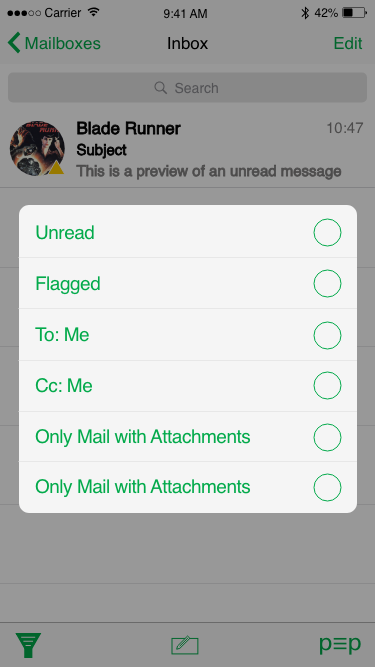 Carrier 9:41 AM 42%
Mailboxes Inbox Edit
Search
Blade Runner 10:47
Subject
This is a preview of an unread message
Unread
Flagged
To: Me
Cc: Me
Only Mail with Attachments
Only Mail with Attachments
p≡p